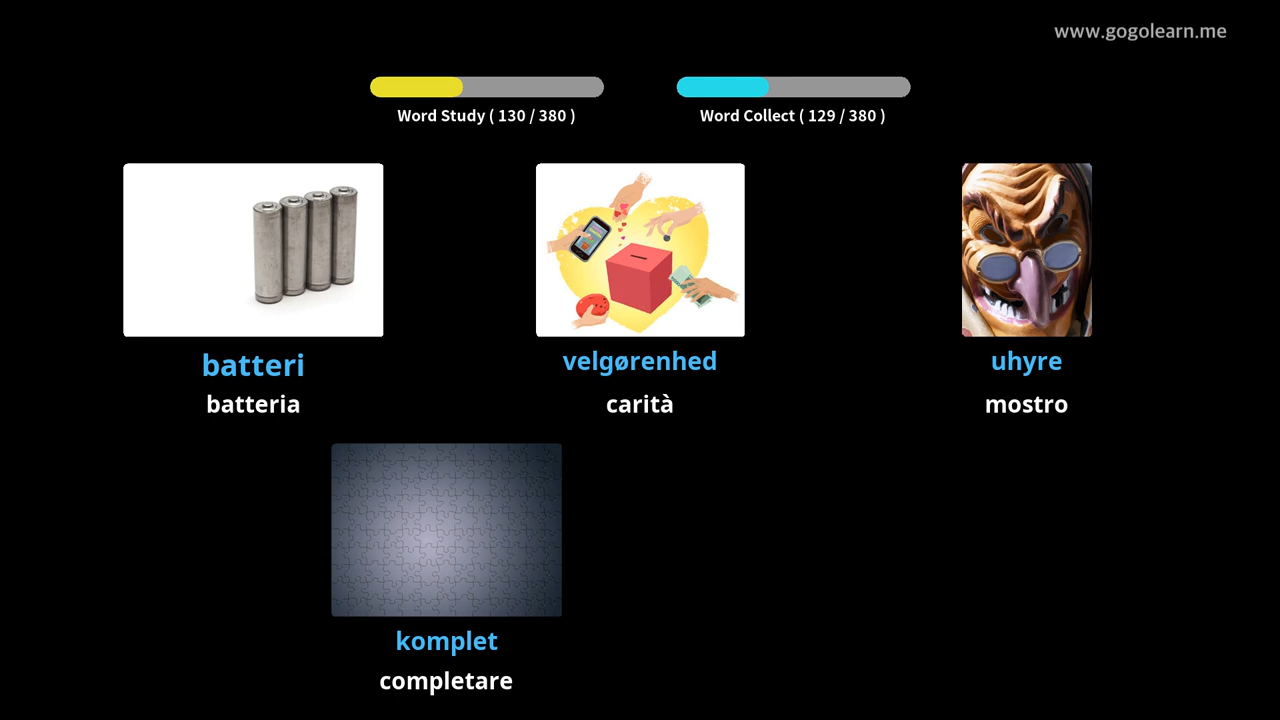 www.gogolearn.me
Word Study ( 130 / 380 )
Word Collect ( 129 / 380 )
batteri
batteria
velgørenhed
carità
uhyre
mostro
komplet
completare